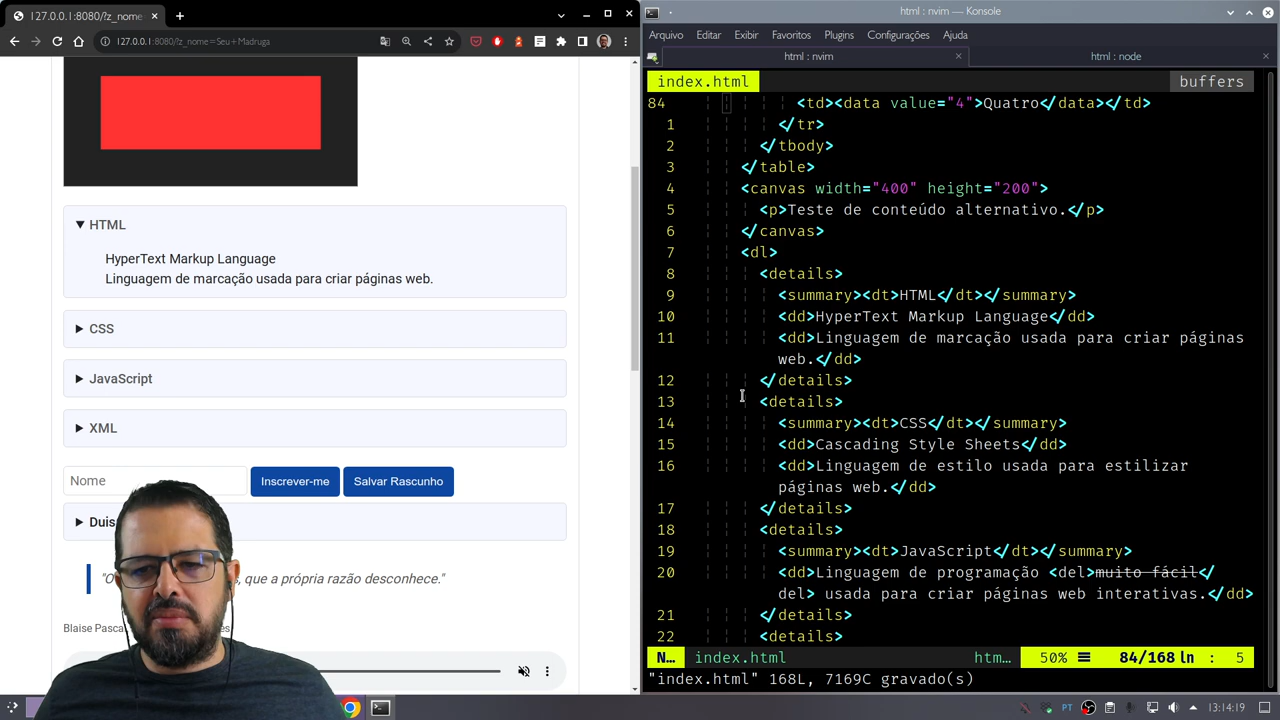 127.0.0.1:8080/?z_nome
127.0.0.1:8080/?z_nome=Seu+Madruga
HTML
HyperText Markup Language
Linguagem de marcação usada para criar páginas web.
CSS
JavaScript
XML
Nome
Inscrever-me
Salvar Rascunho
Duis
"O
s, que a própria razão desconhece."
Blaise Pasca
html : nvim — Konsole
Arquivo Editar Exibir Favoritos Plugins Configurações Ajuda
html : nvim
html : node
index.html
buffers
84 <td><data value="4">Quatro</data></td>
1 </tr>
2 </tbody>
3 </table>
4 <canvas width="400" height="200">
5 <p>Teste de conteúdo alternativo.</p>
6 </canvas>
7 <dl>
8 <details>
9 <summary><dt>HTML</dt></summary>
10 <dd>HyperText Markup Language</dd>
11 <dd>Linguagem de marcação usada para criar páginas
web.</dd>
12 </details>
13 <details>
14 <summary><dt>CSS</dt></summary>
15 <dd>Cascading Style Sheets</dd>
16 <dd>Linguagem de estilo usada para estilizar
páginas web.</dd>
17 </details>
18 <details>
19 <summary><dt>JavaScript</dt></summary>
20 <dd>Linguagem de programação <del>muito fácil</
del> usada para criar páginas web interativas.</dd>
21 </details>
22 <details>
N… index.html htm… 50% 84/168 ln : 5
"index.html" 168L, 7169C gravado(s)
PT 13:14:19